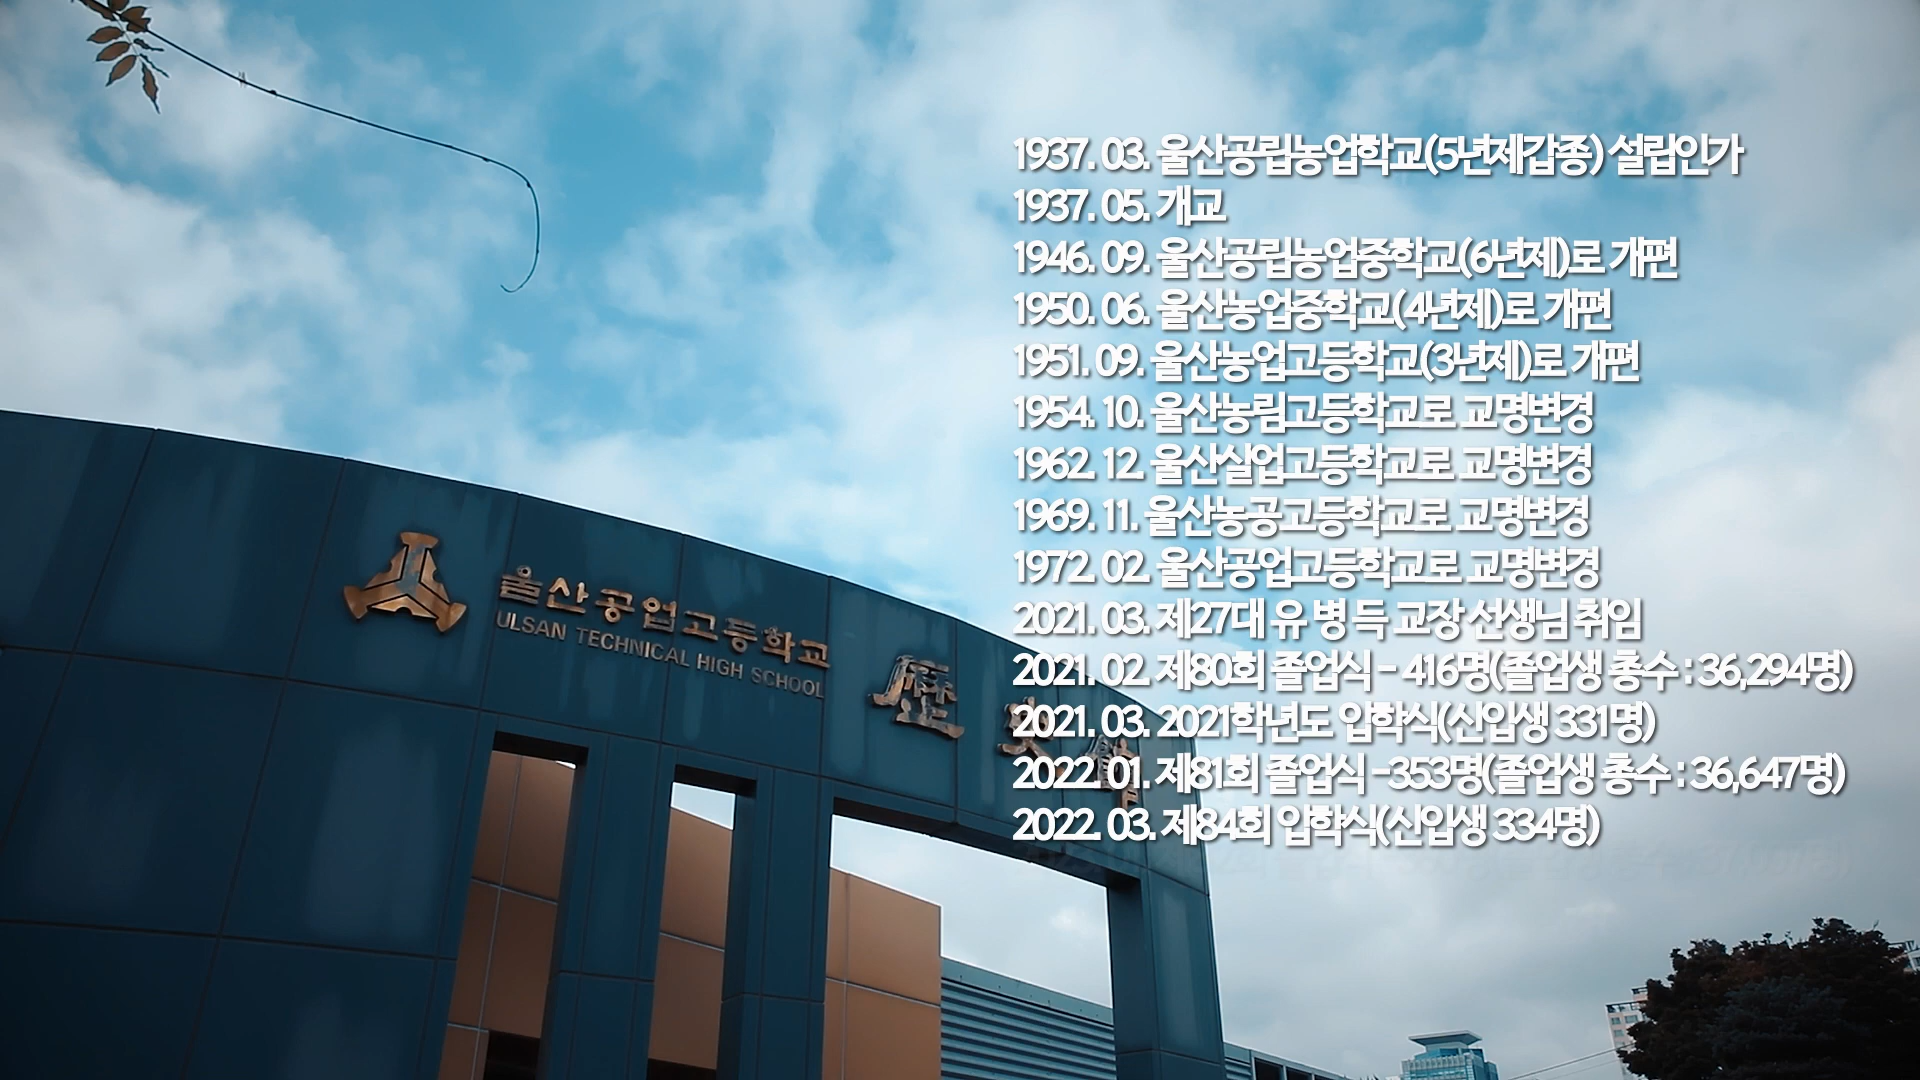 1937. 03. 울산공립농업학교(5년제갑종) 설립인가
1937. 05. 개교
1946. 09. 울산공립농업중학교(6년제)로 개편
1950. 06. 울산농업중학교(4년제)로 개편
1951. 09. 울산농업고등학교(3년제)로 개편
1954. 10. 울산농림고등학교로 교명변경
1962. 12. 울산실업고등학교로 교명변경
1969. 11. 울산농공고등학교로 교명변경
1972. 02. 울산공업고등학교로 교명변경
2021. 03. 제27대 유 병 득 교장 선생님 취임
2021. 02. 제80회 졸업식 - 416명(졸업생 총수 : 36,294명)
2021. 03. 2021학년도 입학식(신입생 331명)
2022. 01. 제81회 졸업식 -353명(졸업생 총수 : 36,647명)
2022. 03. 제84회 입학식(신입생 334명)
울산공업고등학교
ULSAN TECHNICAL HIGH SCHOOL
歷史